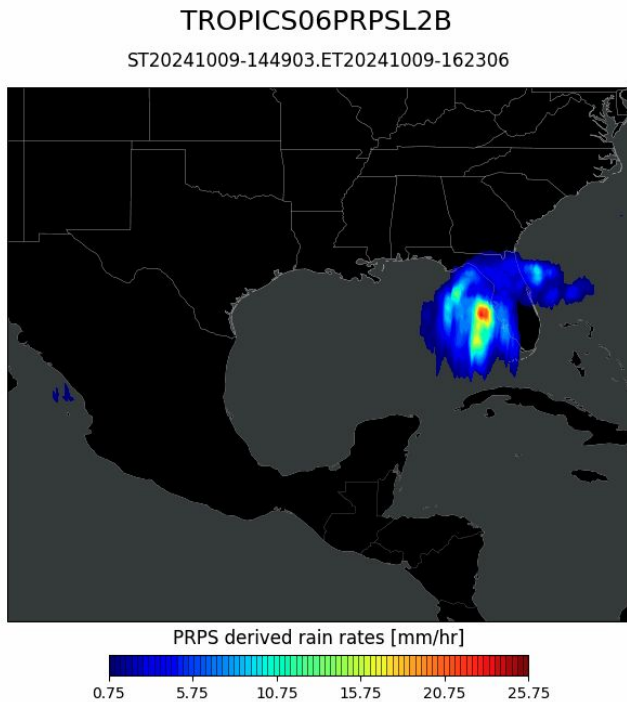 TROPICS06PRPSL2B
ST20241009-144903.ET20241009-162306
PRPS derived rain rates [mm/hr]
0.75 5.75 10.75 15.75 20.75 25.75